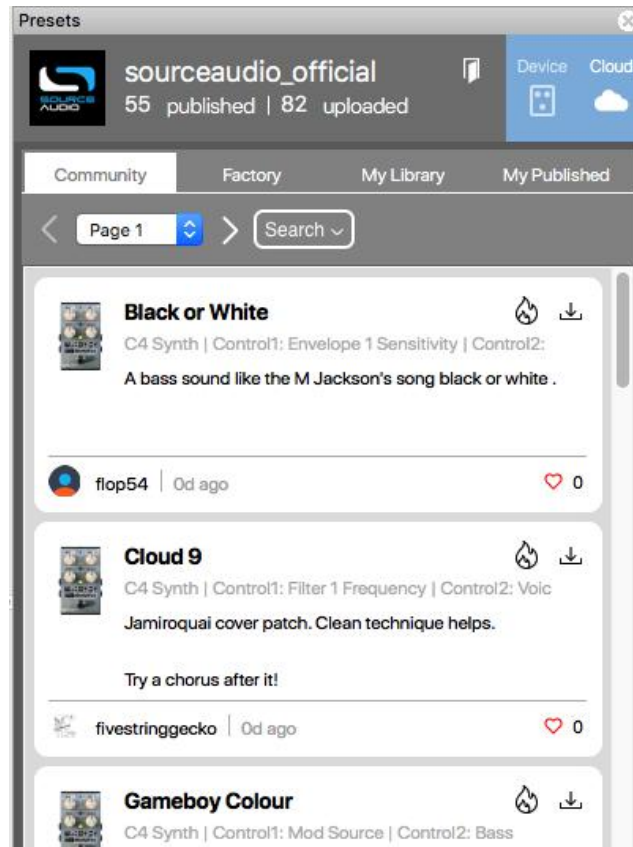 Presets
sourceaudio_official
55 published | 82 uploaded
SOURCE
AUDIO
Device Cloud
Community Factory My Library My Published
Page 1 Search
Black or White
C4 Synth | Control1: Envelope 1 Sensitivity | Control2:
A bass sound like the M Jackson's song black or white .
flop54 | 0d ago 0
Cloud 9
C4 Synth | Control1: Filter 1 Frequency | Control2: Voic
Jamiroquai cover patch. Clean technique helps.
Try a chorus after it!
fivestringgecko | 0d ago 0
Gameboy Colour
C4 Synth | Control1: Mod Source | Control2: Bass